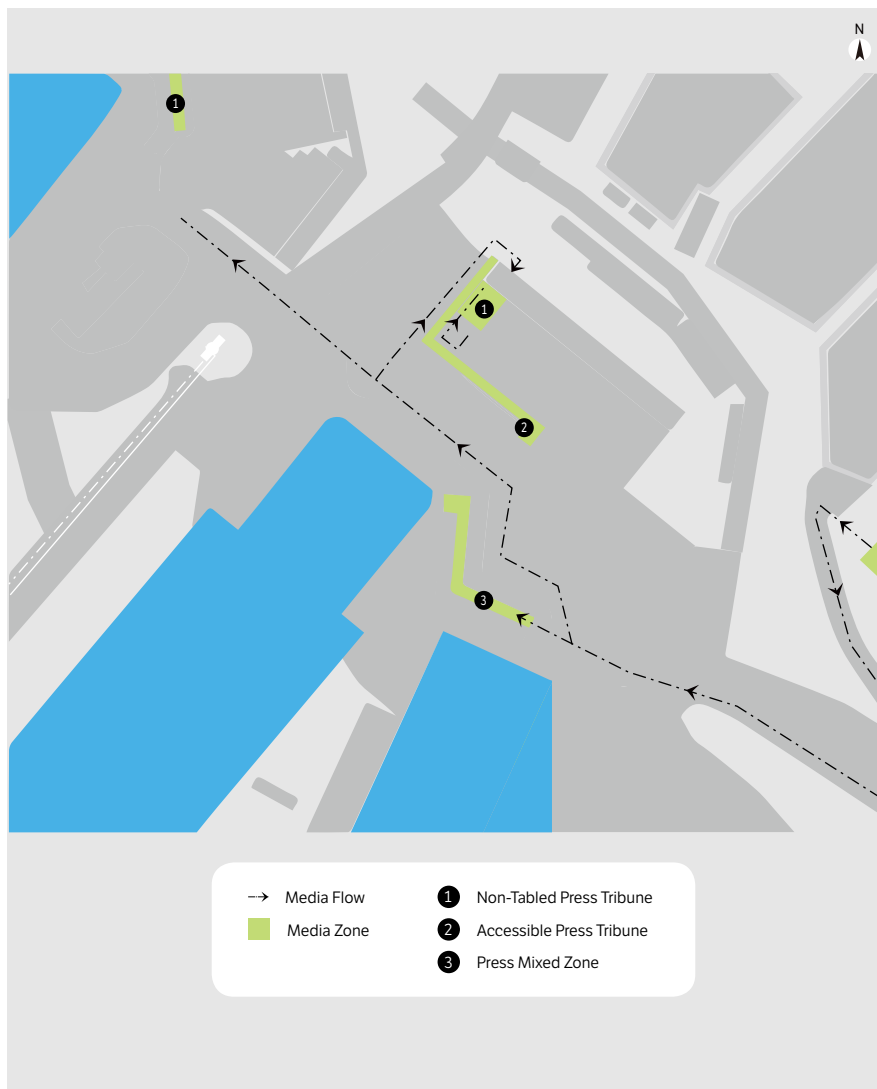 N
1
1
2
3
Media Flow
Media Zone
1 Non-Tabled Press Tribune
2 Accessible Press Tribune
3 Press Mixed Zone